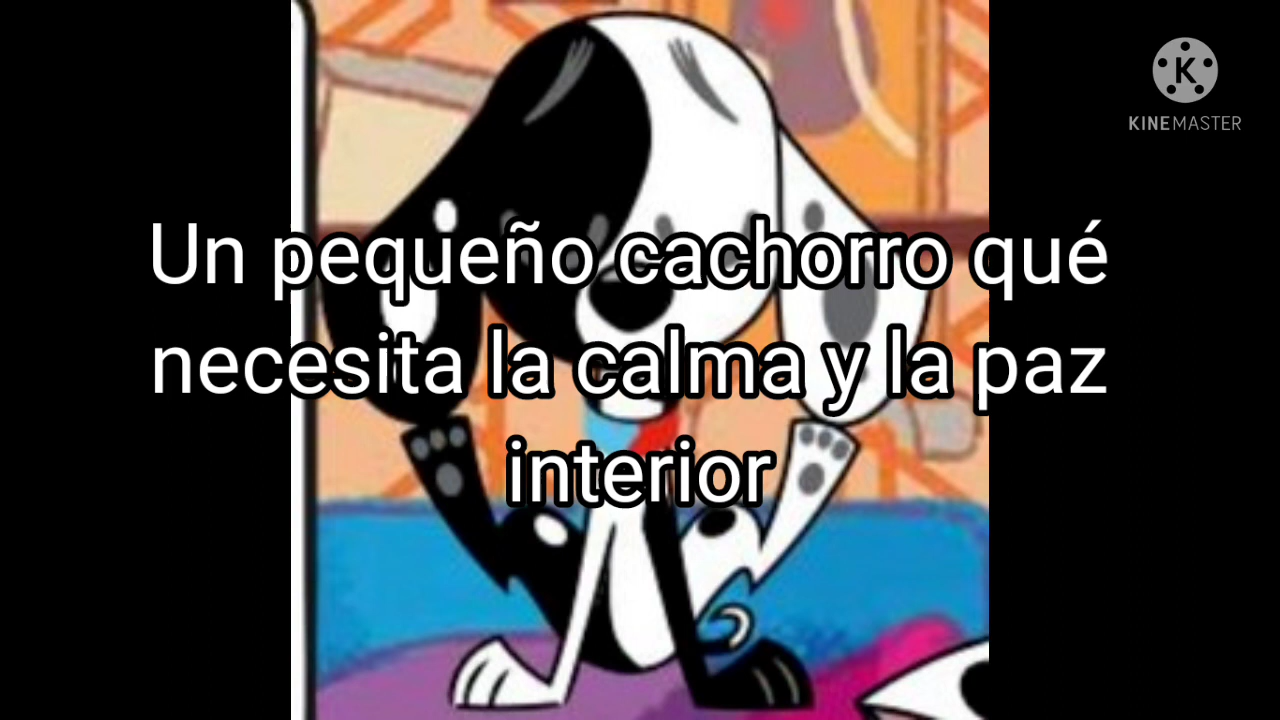 K
KINEMASTER
Un pequeño cachorro qué
necesita la calma y la paz
interior